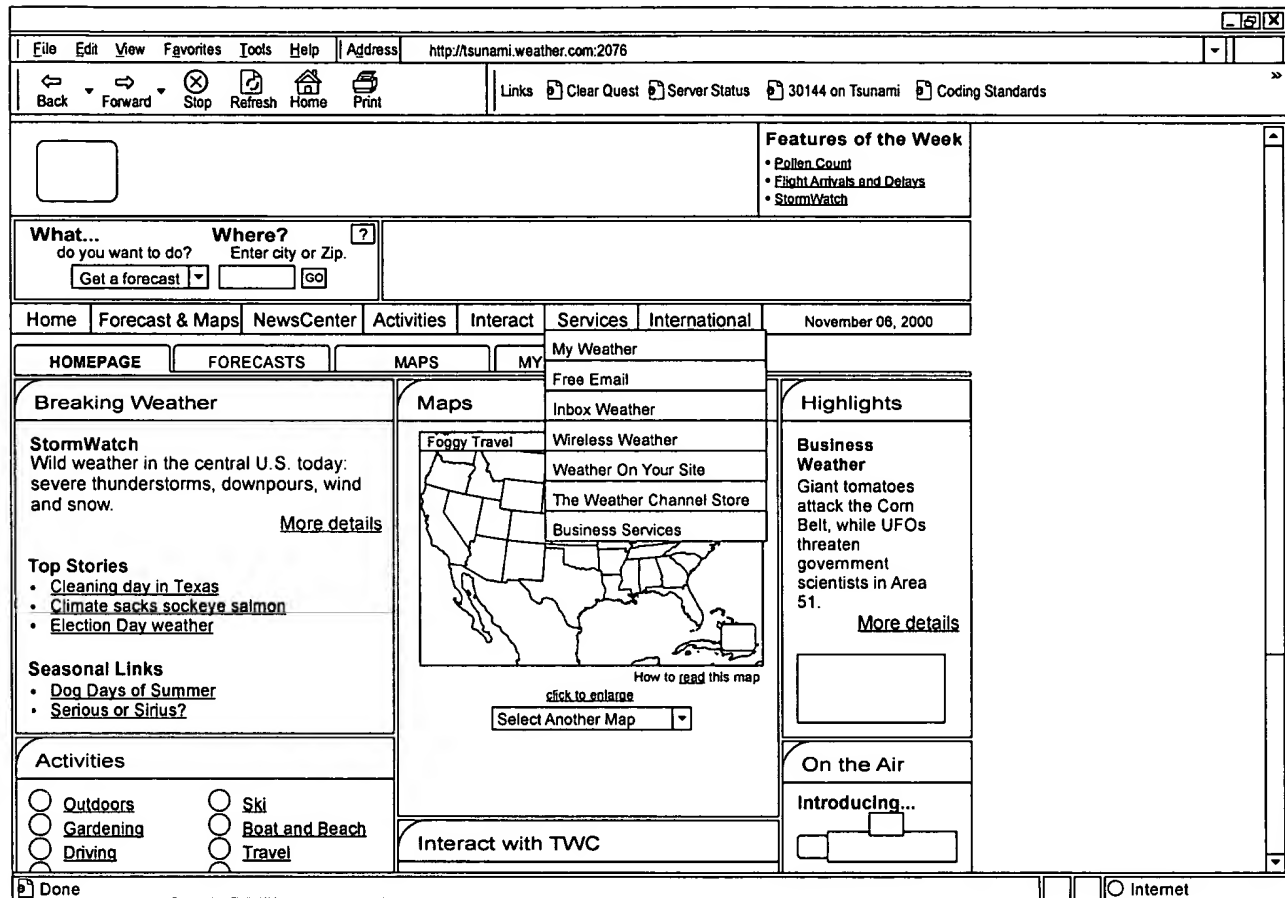 File Edit View Favorites Tools Help Address http://tsunami.weather.com:2076
Back Forward Stop Refresh Home Print Links Clear Quest Server Status 30144 on Tsunami Coding Standards »
Features of the Week
• Pollen Count
• Flight Arrivals and Delays
• StormWatch
What... Where? ?
do you want to do? Enter city or Zip.
Get a forecast GO
Home Forecast & Maps NewsCenter Activities Interact Services International November 06, 2000
HOMEPAGE FORECASTS MAPS MY
My Weather
Free Email
Inbox Weather
Wireless Weather
Weather On Your Site
The Weather Channel Store
Business Services
Breaking Weather
StormWatch
Wild weather in the central U.S. today:
severe thunderstorms, downpours, wind
and snow.
More details
Top Stories
• Cleaning day in Texas
• Climate sacks sockeye salmon
• Election Day weather
Seasonal Links
• Dog Days of Summer
• Serious or Sirius?
Activities
Outdoors Ski
Gardening Boat and Beach
Driving Travel
Maps
Foggy Travel
How to read this map
click to enlarge
Select Another Map
Interact with TWC
Highlights
Business
Weather
Giant tomatoes
attack the Corn
Belt, while UFOs
threaten
government
scientists in Area
51.
More details
On the Air
Introducing...
Done Internet